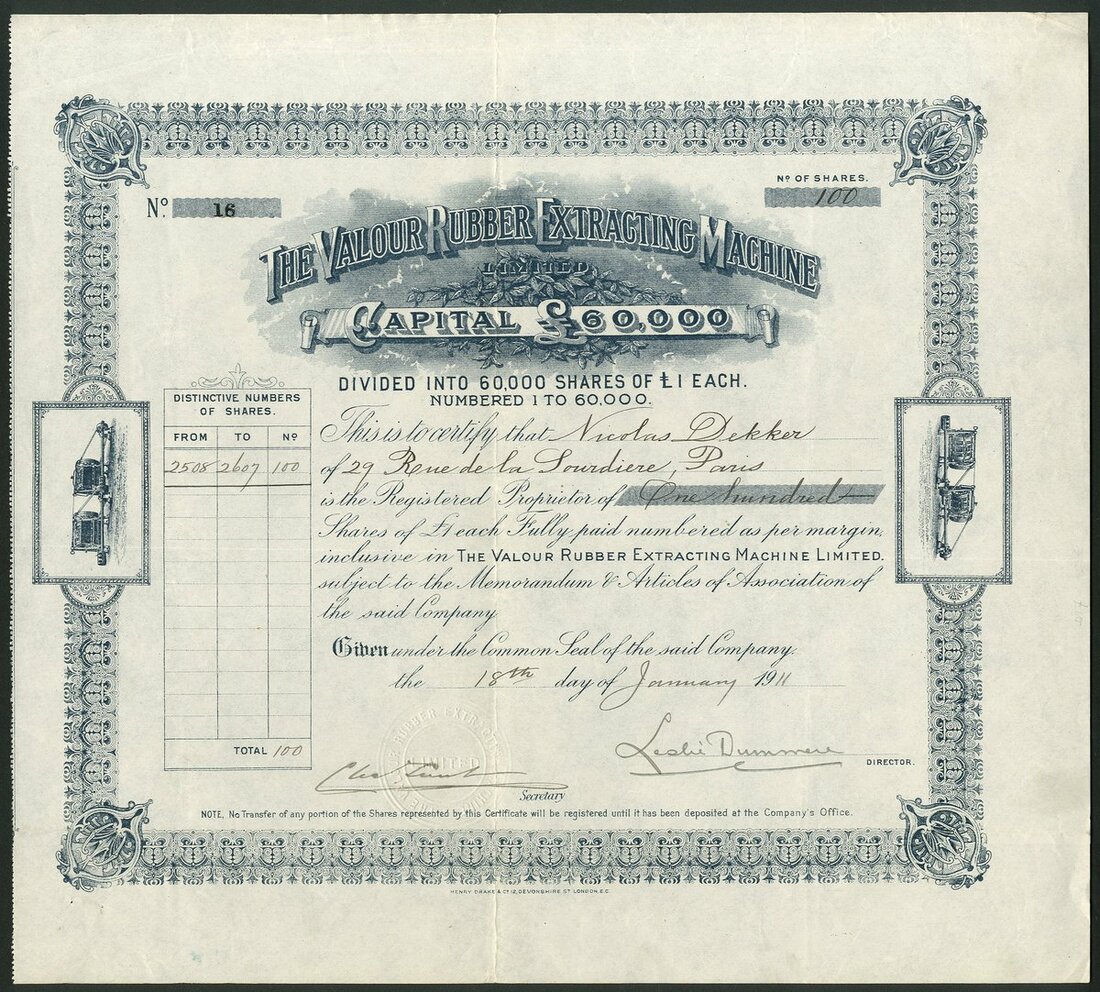 Nº. 16
Nº OF SHARES.
100
THE VALOUR RUBBER EXTRACTING MACHINE
LIMITED
CAPITAL £60,000
DIVIDED INTO 60,000 SHARES OF £1 EACH.
NUMBERED 1 TO 60,000.
DISTINCTIVE NUMBERS
OF SHARES.
FROM TO Nº
2508 2607 100
TOTAL 100
This is to certify that Nicolas Dekker
of 29 Rue de la Sourdiere, Paris
is the Registered Proprietor of One hundred
Shares of £1 each Fully paid numbered as per margin,
inclusive in THE VALOUR RUBBER EXTRACTING MACHINE LIMITED.
subject to the Memorandum & Articles of Association of
the said Company
Given under the Common Seal of the said Company.
the 18th day of January 1911
RUBBER EXTRACTING
LIMITED
Leslie
DIRECTOR.
Secretary
NOTE. No Transfer of any portion of the Shares represented by this Certificate will be registered until it has been deposited at the Company's Office.
HENRY DRAKE & Cº 12, DEVONSHIRE ST LONDON, E.C.